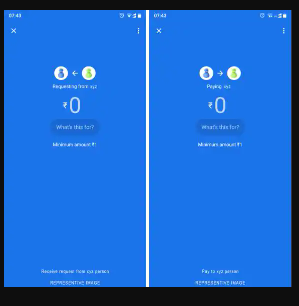 07:43
Requesting from xyz
₹0
What's this for?
Minimum amount ₹1
Receive request from xyz person
REPRESENTATIVE IMAGE
07:43
Paying xyz
₹0
What's this for?
Minimum amount ₹1
Pay to xyz person
REPRESENTATIVE IMAGE